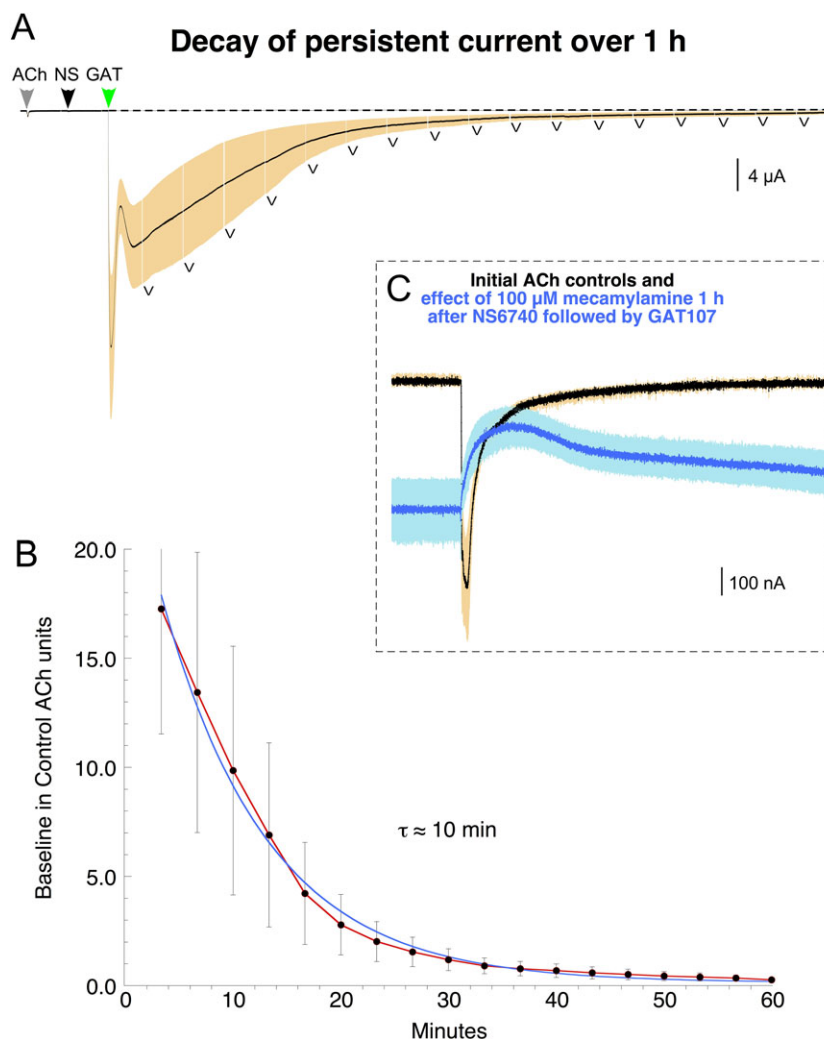 A
Decay of persistent current over 1 h
ACh NS GAT
4 µA
C
Initial ACh controls and
effect of 100 µM mecamylamine 1 h
after NS6740 followed by GAT107
100 nA
B
20.0
15.0
10.0
5.0
0.0
Baseline in Control ACh units
τ ≈ 10 min
0 10 20 30 40 50 60
Minutes